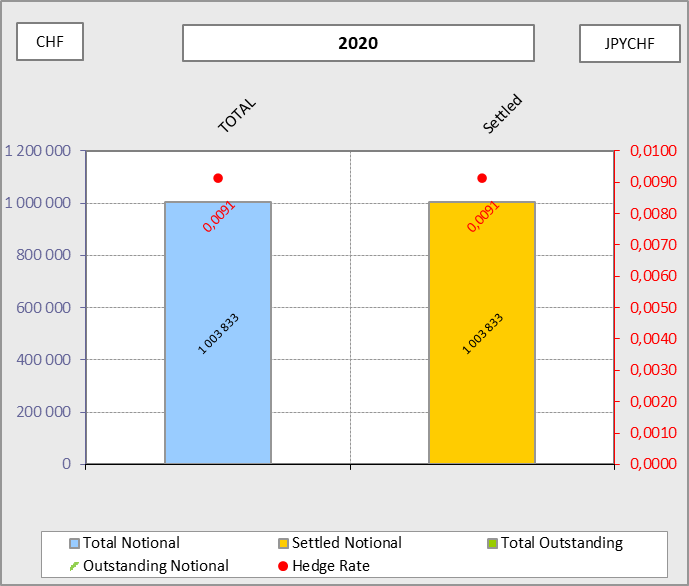 CHF
2020
JPYCHF
TOTAL
Settled
1 200 000
0,0100
0,0090
1 000 000
0,0091
0,0091
0,0080
800 000
0,0070
0,0060
600 000
0,0050
1 003 833
1 003 833
0,0040
400 000
0,0030
200 000
0,0020
0,0010
0
0,0000
Total Notional
Settled Notional
Total Outstanding
Outstanding Notional
Hedge Rate